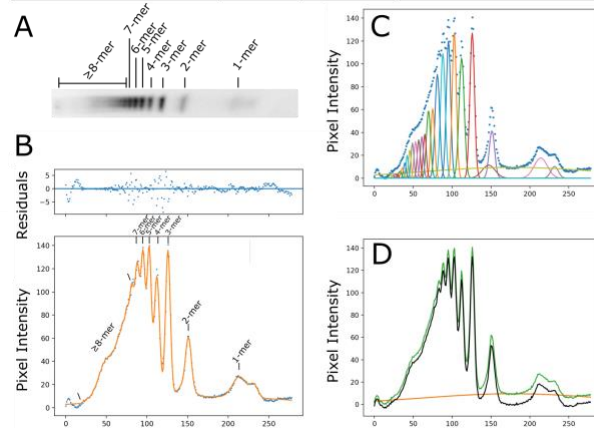 A
≥8-mer
7-mer
6-mer
5-mer
4-mer
3-mer
2-mer
1-mer
B
Residuals
5
0
−5
7-mer
6-mer
5-mer
4-mer
3-mer
Pixel Intensity
140
120
100
80
60
40
20
0
≥8-mer
2-mer
1-mer
0 50 100 150 200 250
C
Pixel Intensity
140
120
100
80
60
40
20
0
0 50 100 150 200 250
D
Pixel Intensity
140
120
100
80
60
40
20
0
0 50 100 150 200 250